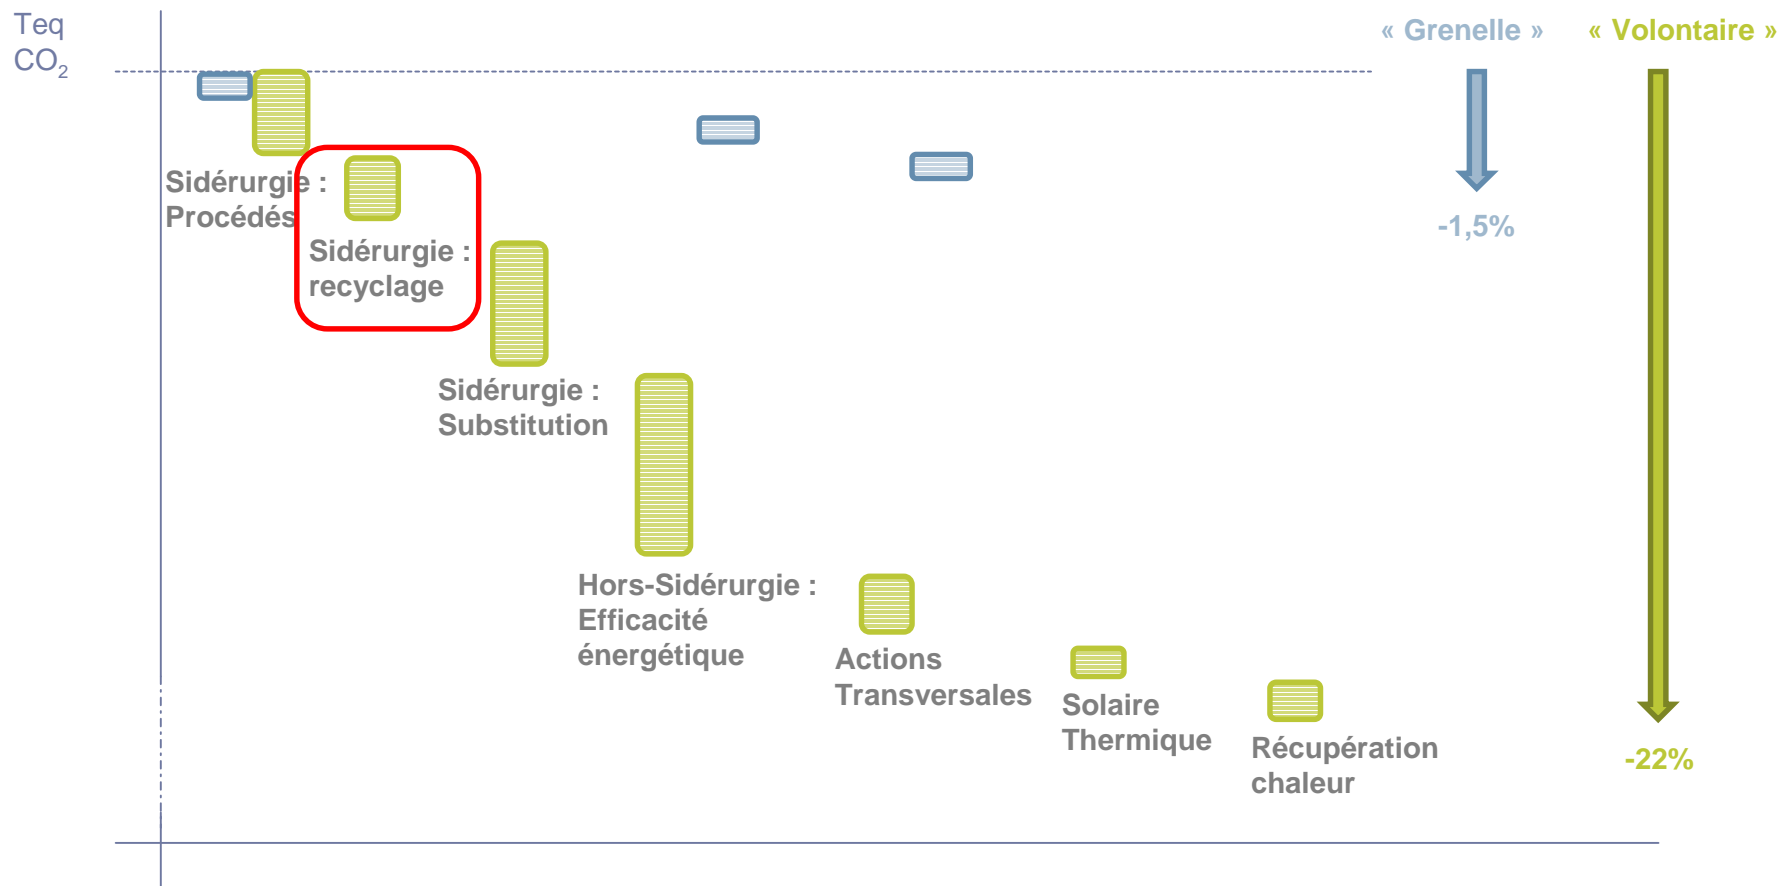 Teq
CO₂
« Grenelle »
« Volontaire »
Sidérurgie :
Procédés
Sidérurgie :
recyclage
-1,5%
Sidérurgie :
Substitution
Hors-Sidérurgie :
Efficacité
énergétique
Actions
Transversales
Solaire
Thermique
Récupération
chaleur
-22%